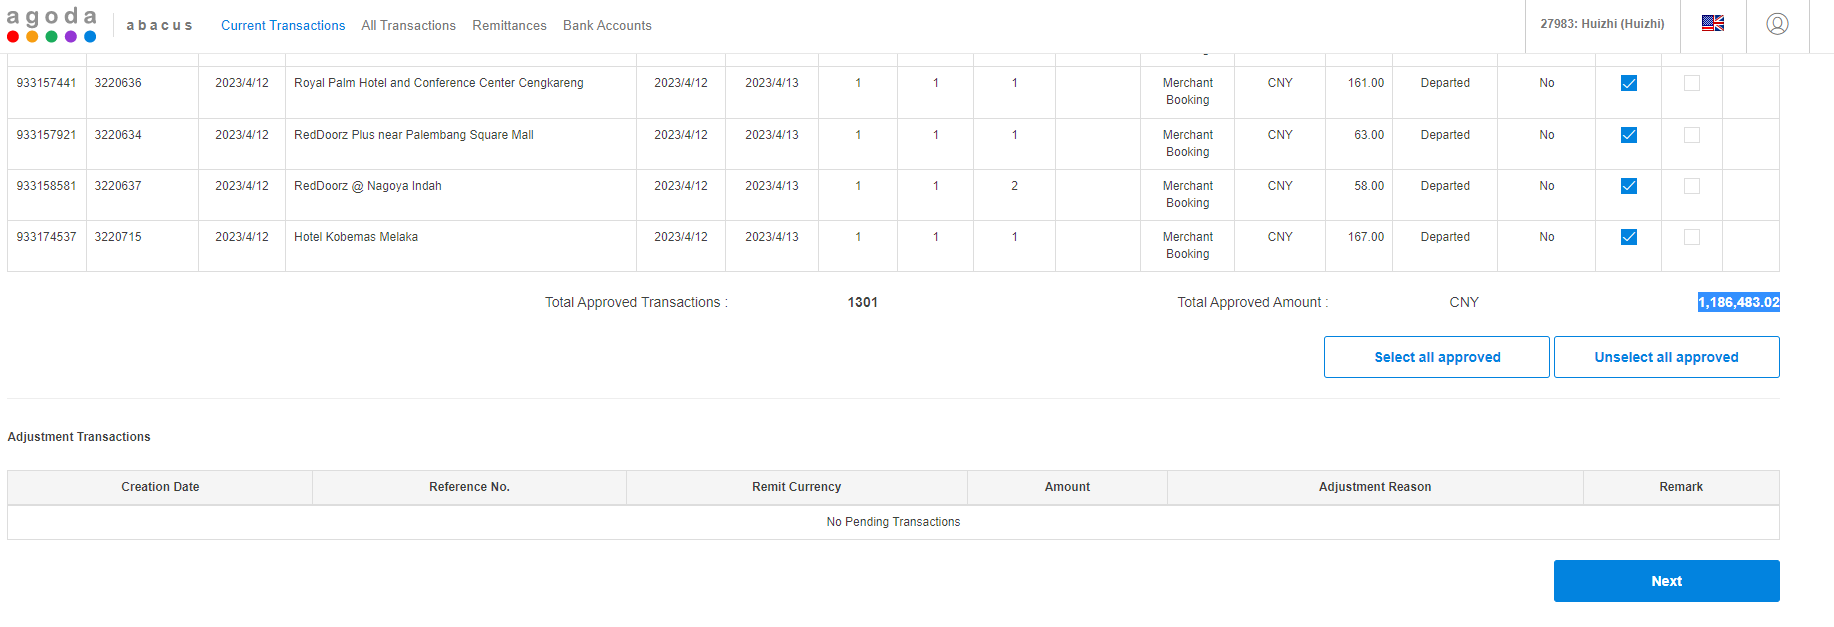 agoda
abacus Current Transactions All Transactions Remittances Bank Accounts 27983: Huizhi (Huizhi)
933157441 3220636 2023/4/12 Royal Palm Hotel and Conference Center Cengkareng 2023/4/12 2023/4/13 1 1 1 Merchant Booking CNY 161.00 Departed No
933157921 3220634 2023/4/12 RedDoorz Plus near Palembang Square Mall 2023/4/12 2023/4/13 1 1 1 Merchant Booking CNY 63.00 Departed No
933158581 3220637 2023/4/12 RedDoorz @ Nagoya Indah 2023/4/12 2023/4/13 1 1 2 Merchant Booking CNY 58.00 Departed No
933174537 3220715 2023/4/12 Hotel Kobemas Melaka 2023/4/12 2023/4/13 1 1 1 Merchant Booking CNY 167.00 Departed No
Total Approved Transactions : 1301 Total Approved Amount : CNY 1,186,483.02
Select all approved Unselect all approved
Adjustment Transactions
Creation Date Reference No. Remit Currency Amount Adjustment Reason Remark
No Pending Transactions
Next